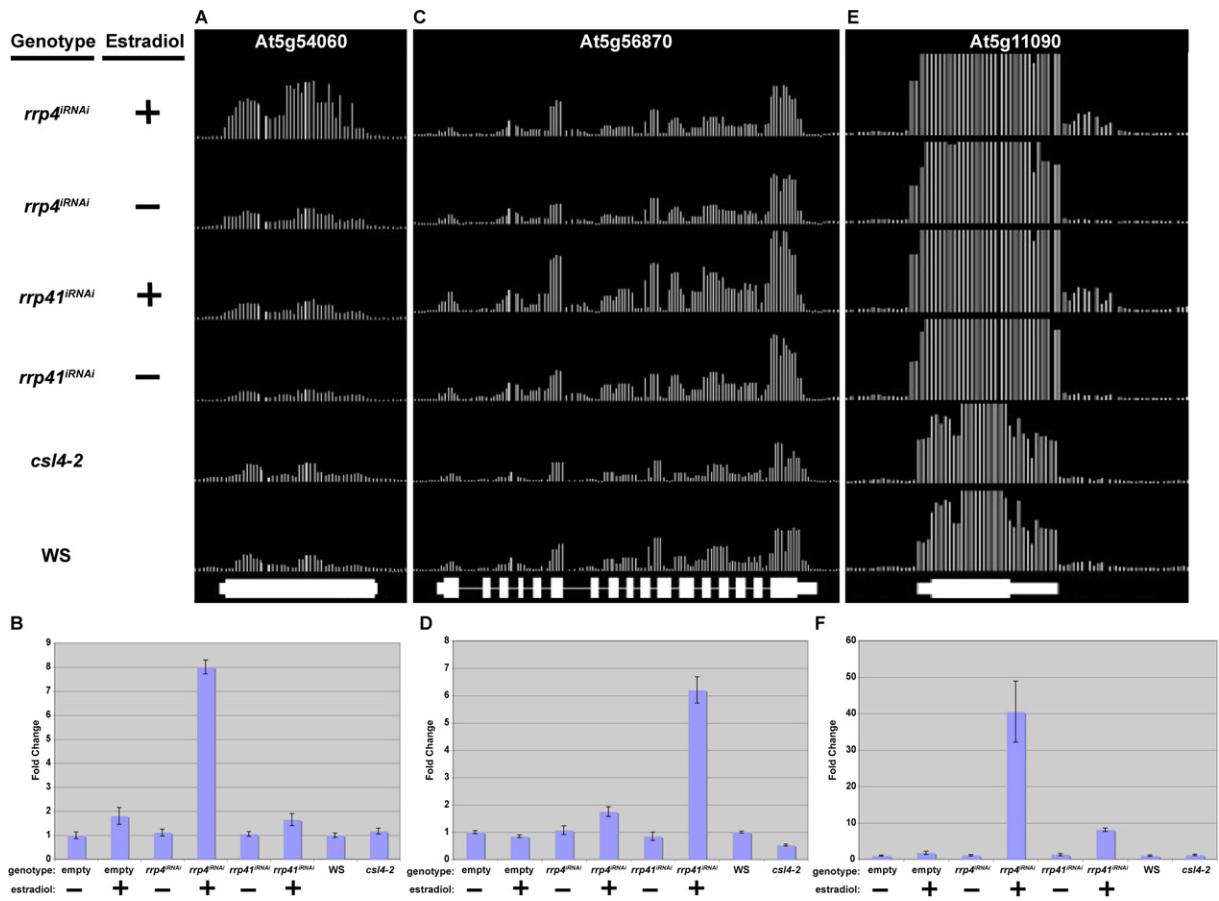 A C E
Genotype Estradiol At5g54060 At5g56870 At5g11090
rrp4iRNAi +
rrp4iRNAi −
rrp41iRNAi +
rrp41iRNAi −
csl4-2
WS
B D F
9
8
7
6
5
4
3
2
1
0
Fold Change
genotype: empty empty rrp4iRNAi rrp4iRNAi rrp41iRNAi rrp41iRNAi WS csl4-2
estradiol: − + − + − +
8
7
6
5
4
3
2
1
0
Fold Change
genotype: empty empty rrp4iRNAi rrp4iRNAi rrp41iRNAi rrp41iRNAi WS csl4-2
estradiol: − + − + − +
60
50
40
30
20
10
0
Fold Change
genotype: empty empty rrp4iRNAi rrp4iRNAi rrp41iRNAi rrp41iRNAi WS csl4-2
estradiol: − + − + − +